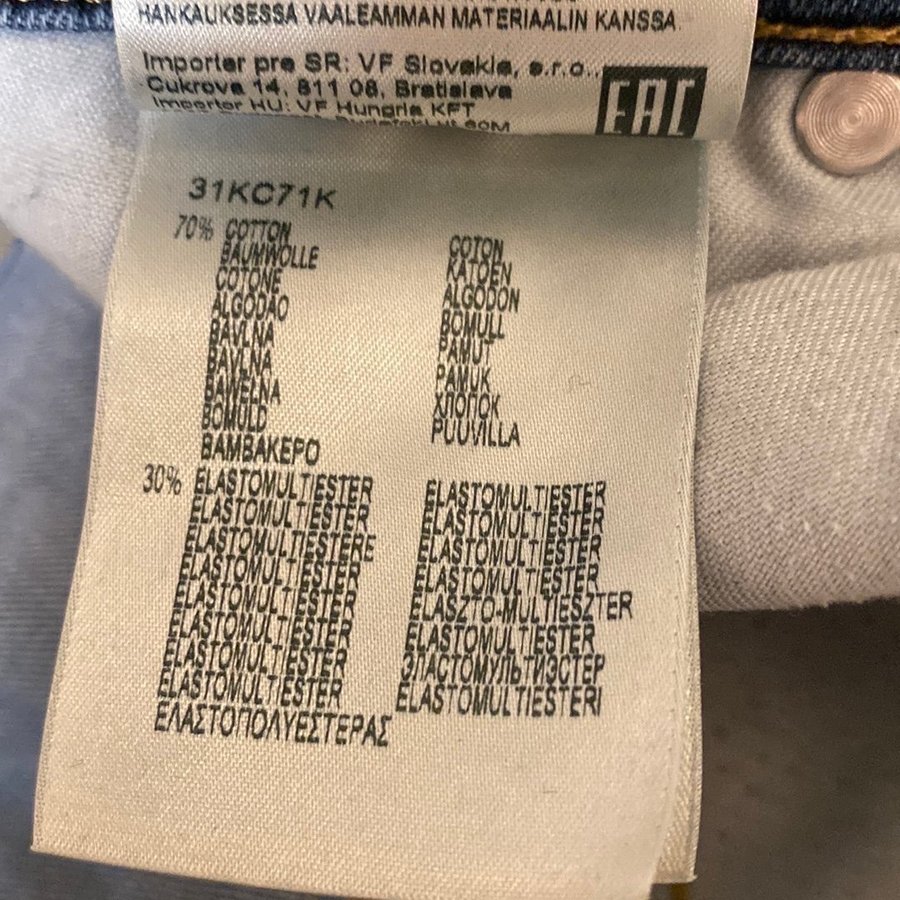 HANKAUKSESSA VAALEAMMAN MATERIAALIN KANSSA
Importer pre SR: VF Slovakia, s.r.o.,
Cukrova 14, 811 08, Bratislava
Importer HU: VF Hungria KFT
EAC
31KC71K
70% COTTON
BAUMWOLLE
COTONE
ALGODAO
BAVLNA
BAVLNA
BAWEŁNA
BOMULD
ΒΑΜΒΑΚΕΡΟ
COTON
KATOEN
ALGODON
BOMULL
PAMUT
PAMUK
ХЛОПОК
PUUVILLA
30% ELASTOMULTIESTER
ELASTOMULTIESTER
ELASTOMULTIESTERE
ELASTOMULTIESTER
ELASTOMULTIESTER
ELASTOMULTIESTER
ELASTOMULTIESTER
ELASTOMULTIESTER
ΕΛΑΣΤΟΠΟΛΥΕΣΤΕΡΑΣ
ELASTOMULTIESTER
ELASTOMULTIESTER
ELASTOMULTIESTER
ELASTOMULTIESTER
ELASZTO-MULTIESZTER
ELASTOMULTIESTER
ЭЛАСТОМУЛЬТИЭСТЕР
ELASTOMULTIESTERI